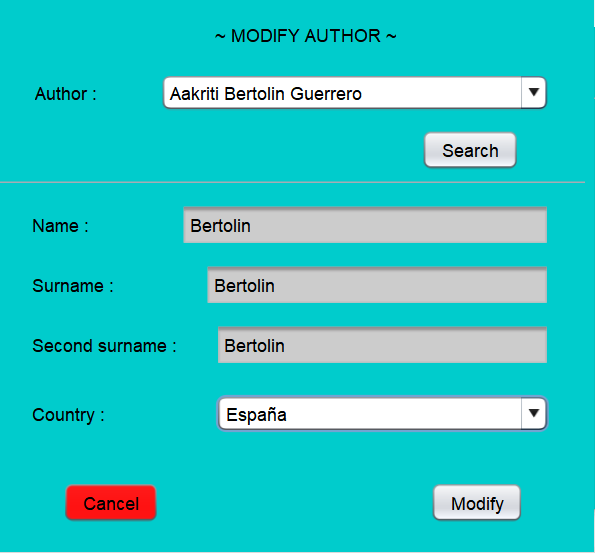 ~ MODIFY AUTHOR ~
Author : Aakriti Bertolin Guerrero
Search
Name : Bertolin
Surname : Bertolin
Second surname : Bertolin
Country : España
Cancel Modify